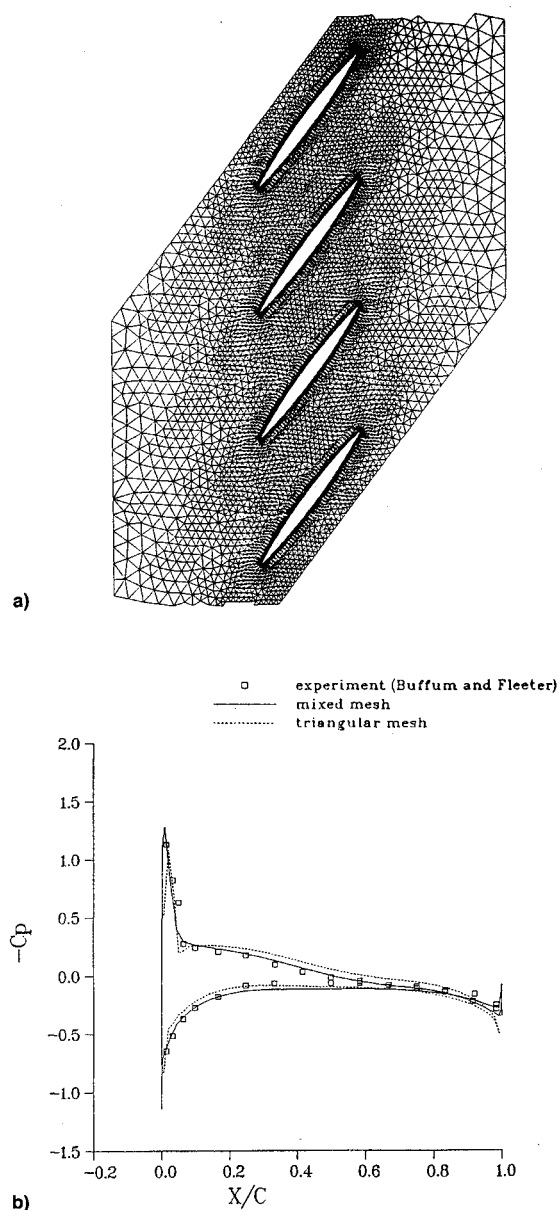 a)
experiment (Buffum and Fleeter)
mixed mesh
triangular mesh
2.0
1.5
1.0
0.5
0.0
-0.5
-1.0
-1.5
-Cp
-0.2 0.0 0.2 0.4 0.6 0.8 1.0
X/C
b)